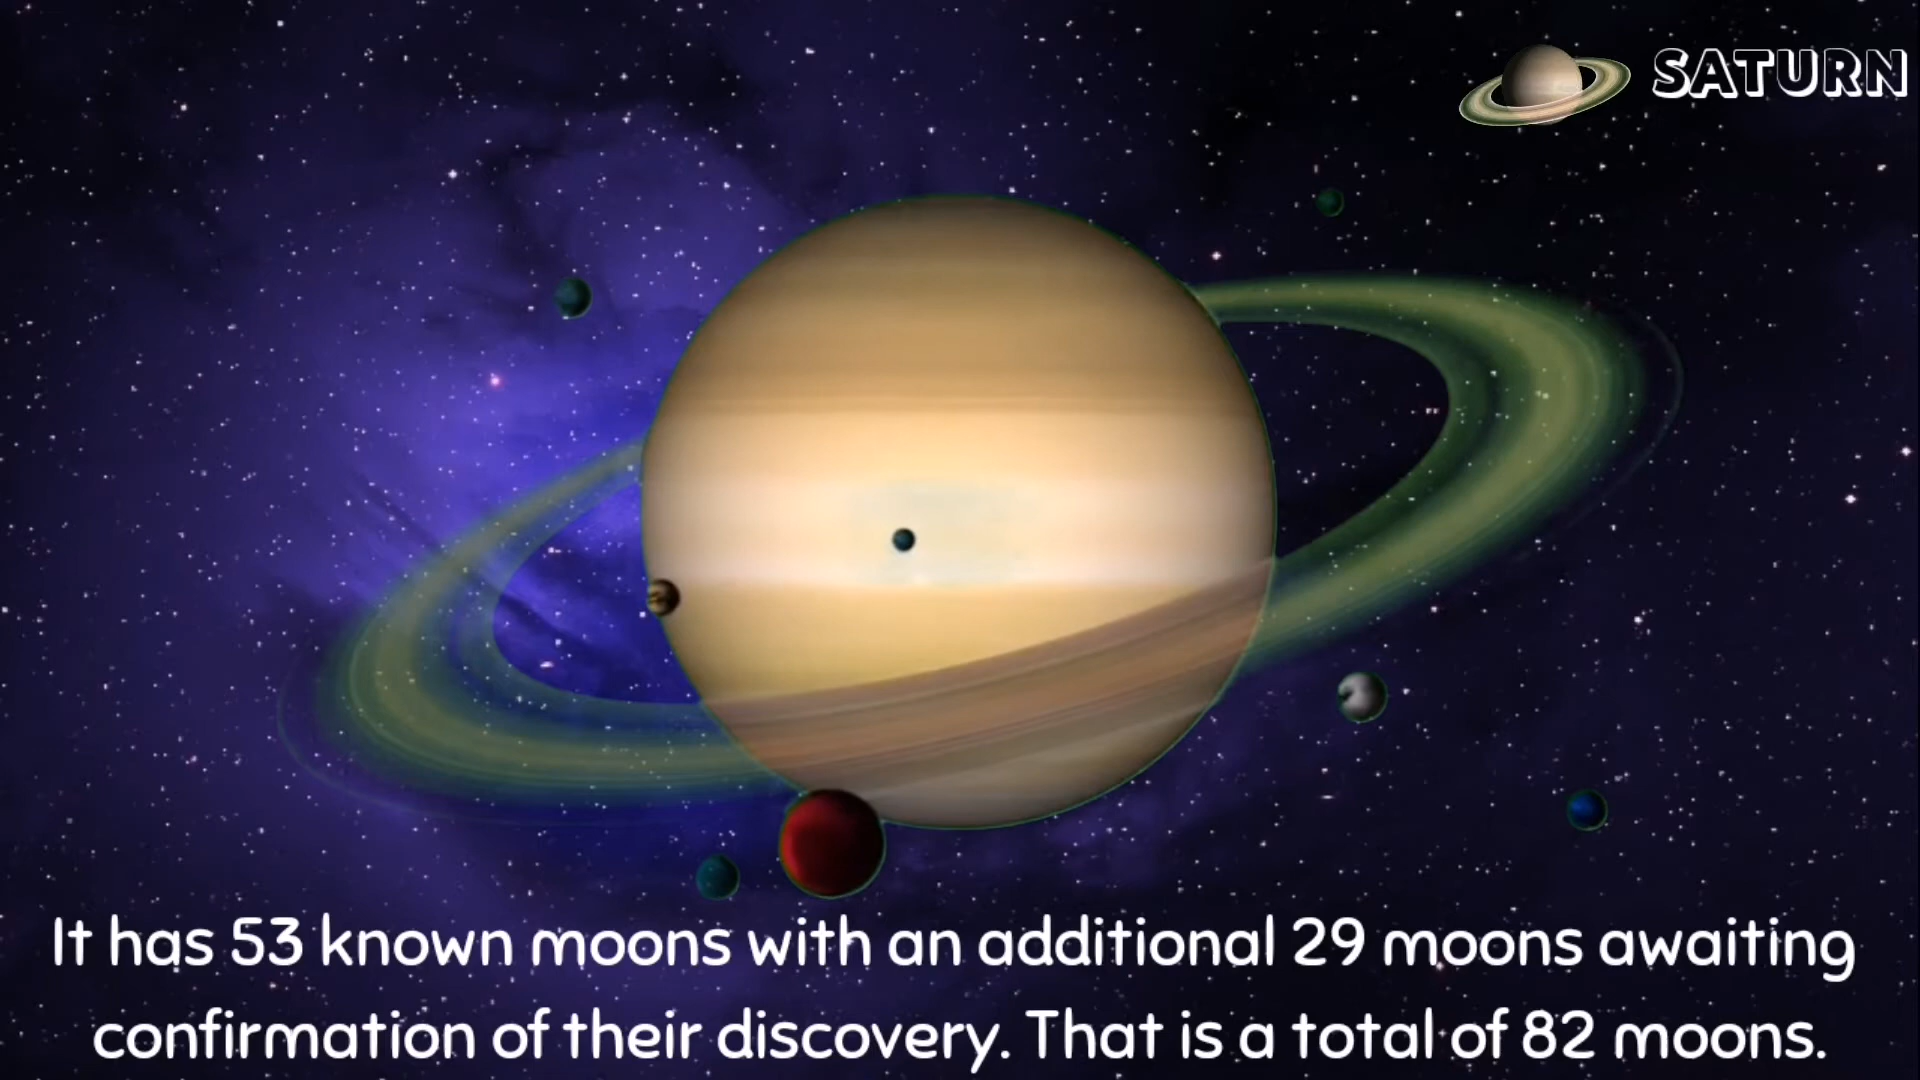 SATURN
It has 53 known moons with an additional 29 moons awaiting
confirmation of their discovery. That is a total of 82 moons.